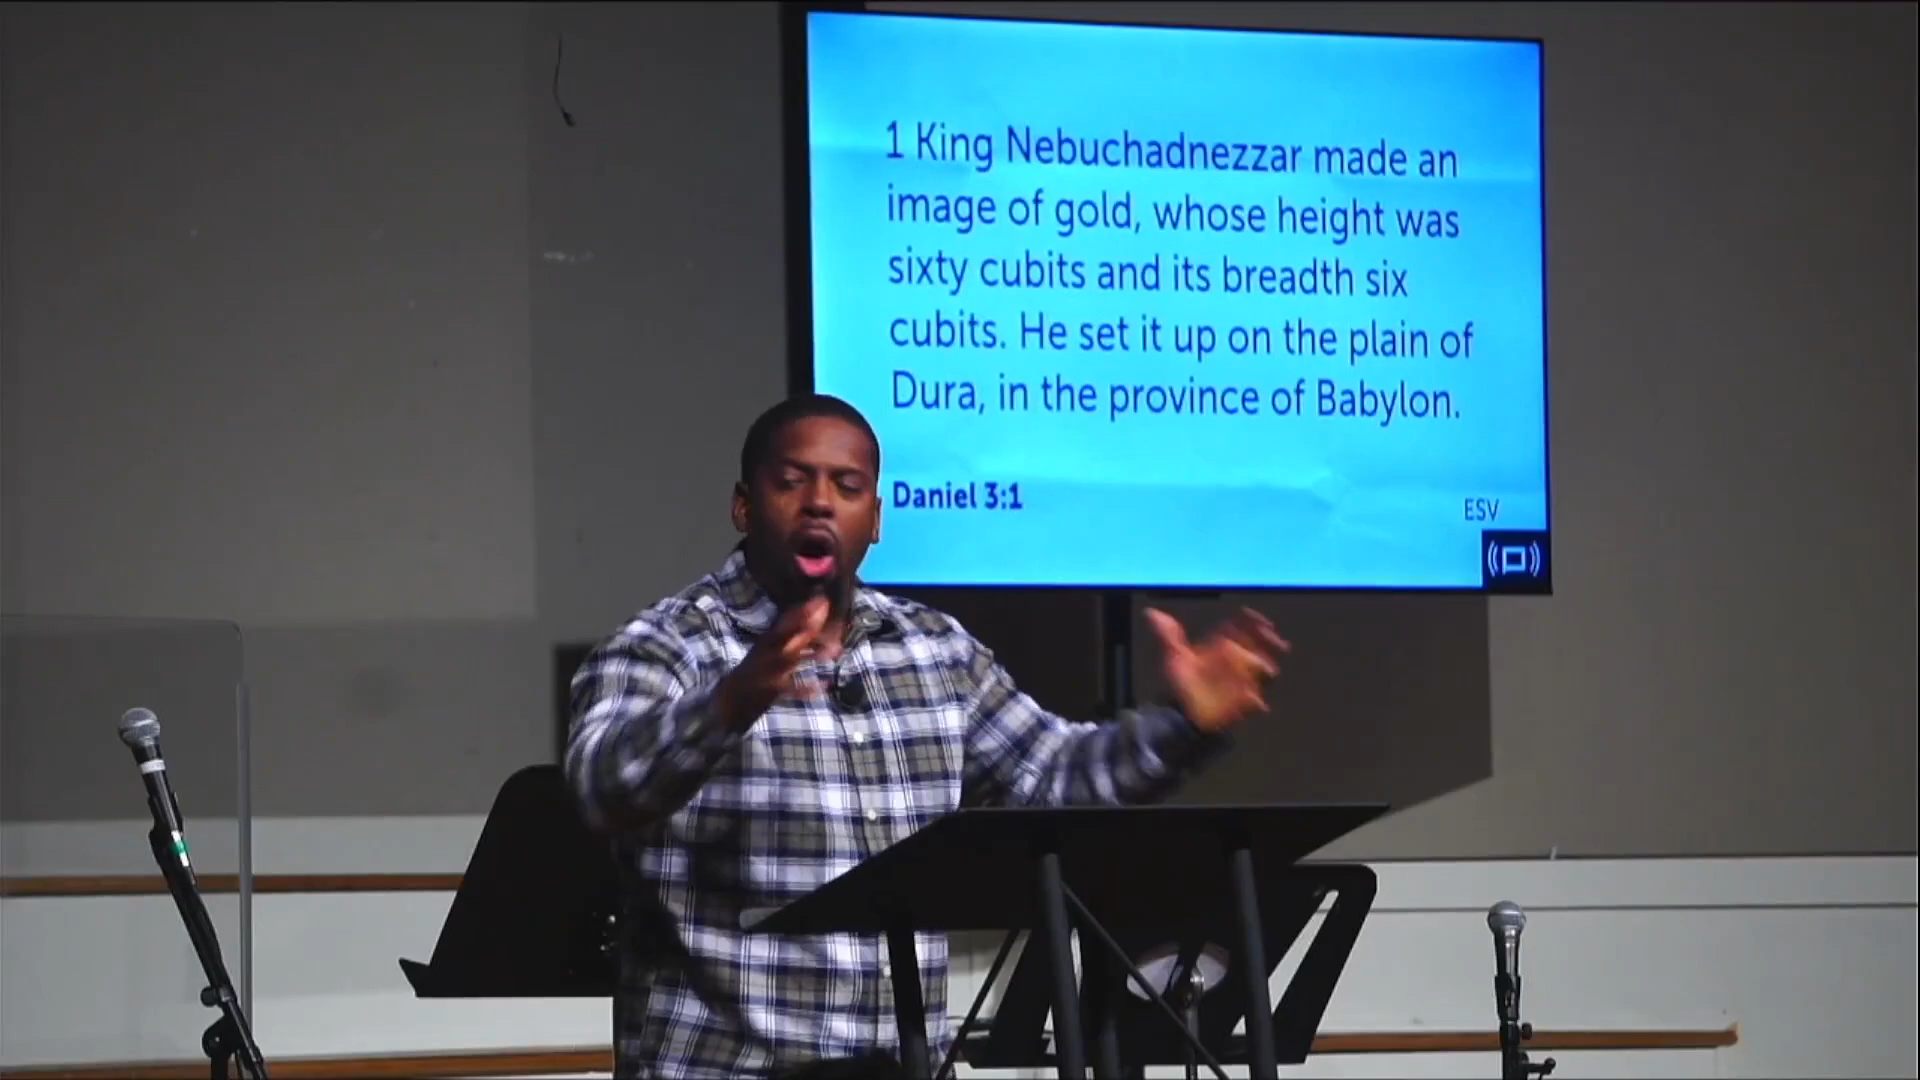 1 King Nebuchadnezzar made an
image of gold, whose height was
sixty cubits and its breadth six
cubits. He set it up on the plain of
Dura, in the province of Babylon.
Daniel 3:1
ESV